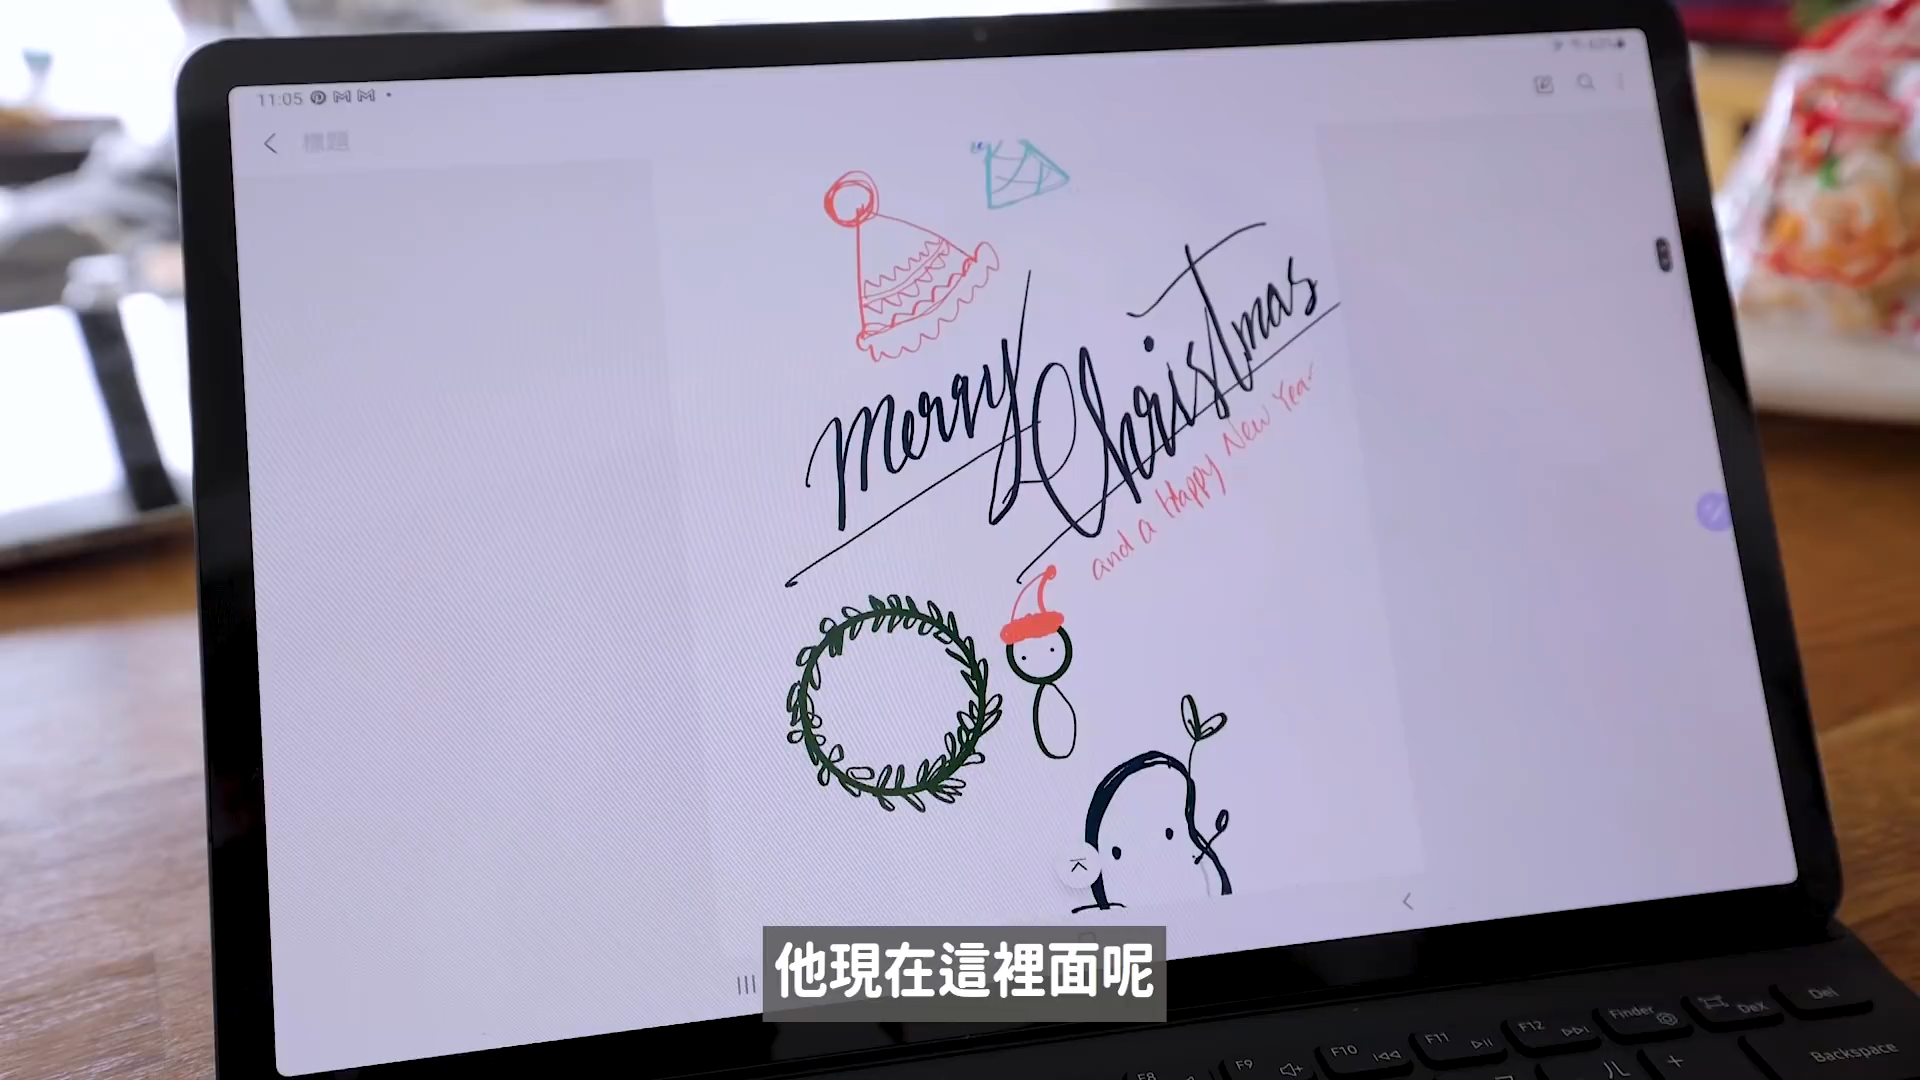 11:05
標題
Merry Christmas
and a Happy New Year
他現在這裡面呢
Finder
DeX
Del
F8
F9
F10
F11
F12
Backspace